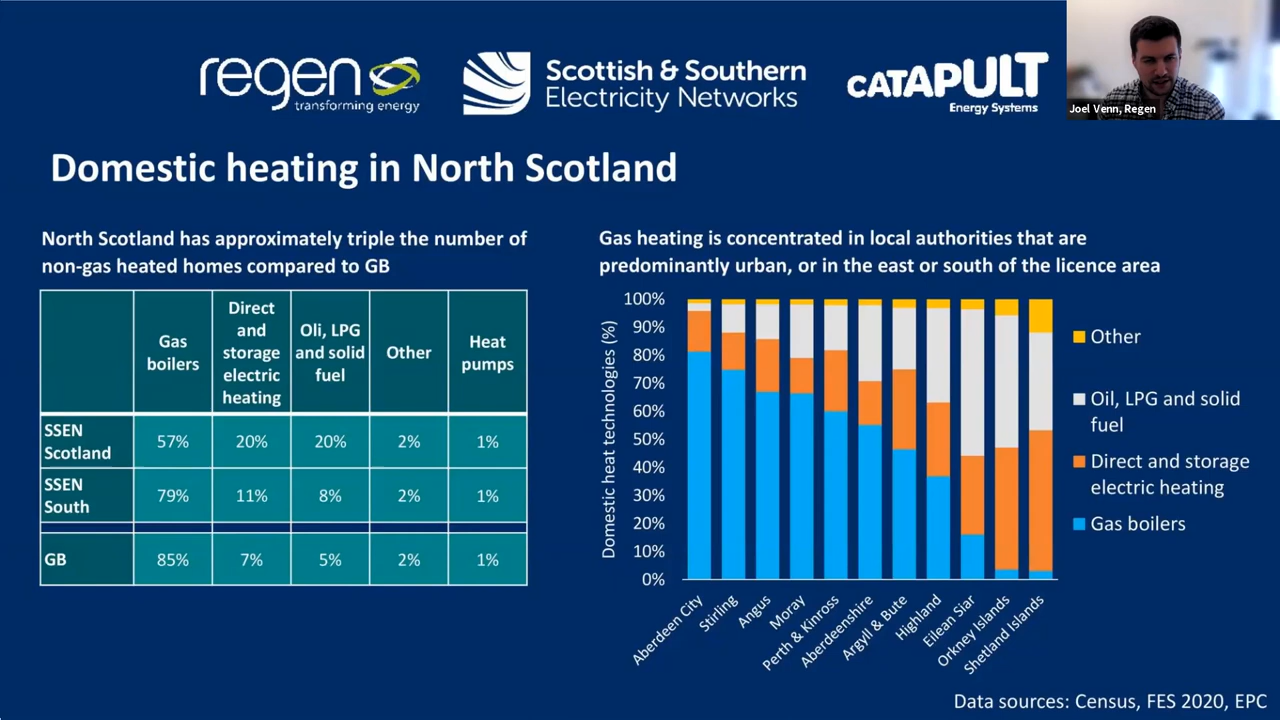 regen
transforming energy
Scottish & Southern
Electricity Networks
CATAPULT
Energy Systems
Joel Venn, Regen
Domestic heating in North Scotland
North Scotland has approximately triple the number of
non-gas heated homes compared to GB
Gas
boilers
Direct
and
storage
electric
heating
Oli, LPG
and solid
fuel
Other
Heat
pumps
SSEN
Scotland
57%
20%
20%
2%
1%
SSEN
South
79%
11%
8%
2%
1%
GB
85%
7%
5%
2%
1%
Gas heating is concentrated in local authorities that are
predominantly urban, or in the east or south of the licence area
Domestic heat technologies (%)
100%
90%
80%
70%
60%
50%
40%
30%
20%
10%
0%
Aberdeen City
Stirling
Angus
Moray
Perth & Kinross
Aberdeenshire
Argyll & Bute
Highland
Eilean Siar
Orkney Islands
Shetland Islands
Other
Oil, LPG and solid
fuel
Direct and storage
electric heating
Gas boilers
Data sources: Census, FES 2020, EPC